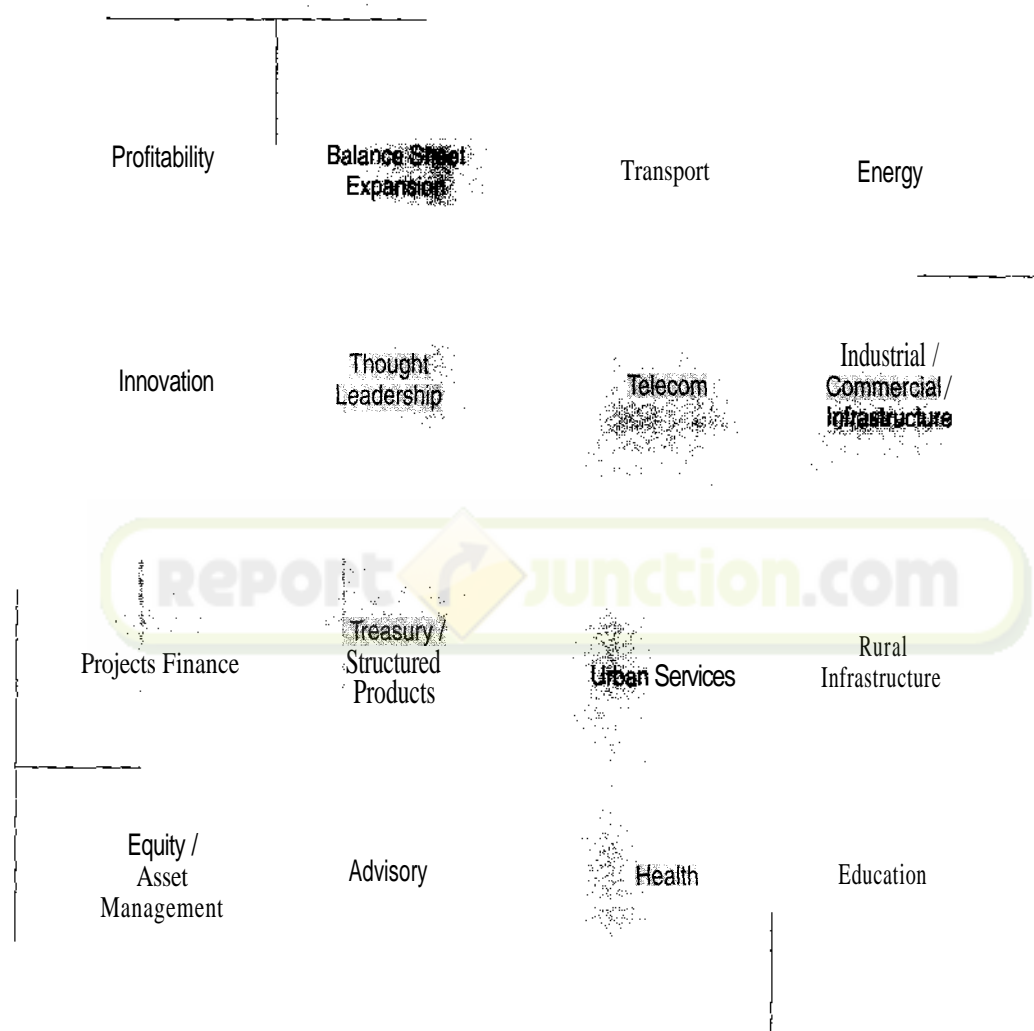 Profitability
Balance Sheet
Expansion
Transport
Energy
Innovation
Thought
Leadership
Telecom
Industrial /
Commercial /
Infrastructure
RePORt JUNCTION.COM
Projects Finance
Treasury /
Structured
Products
Urban Services
Rural
Infrastructure
Equity /
Asset
Management
Advisory
Health
Education